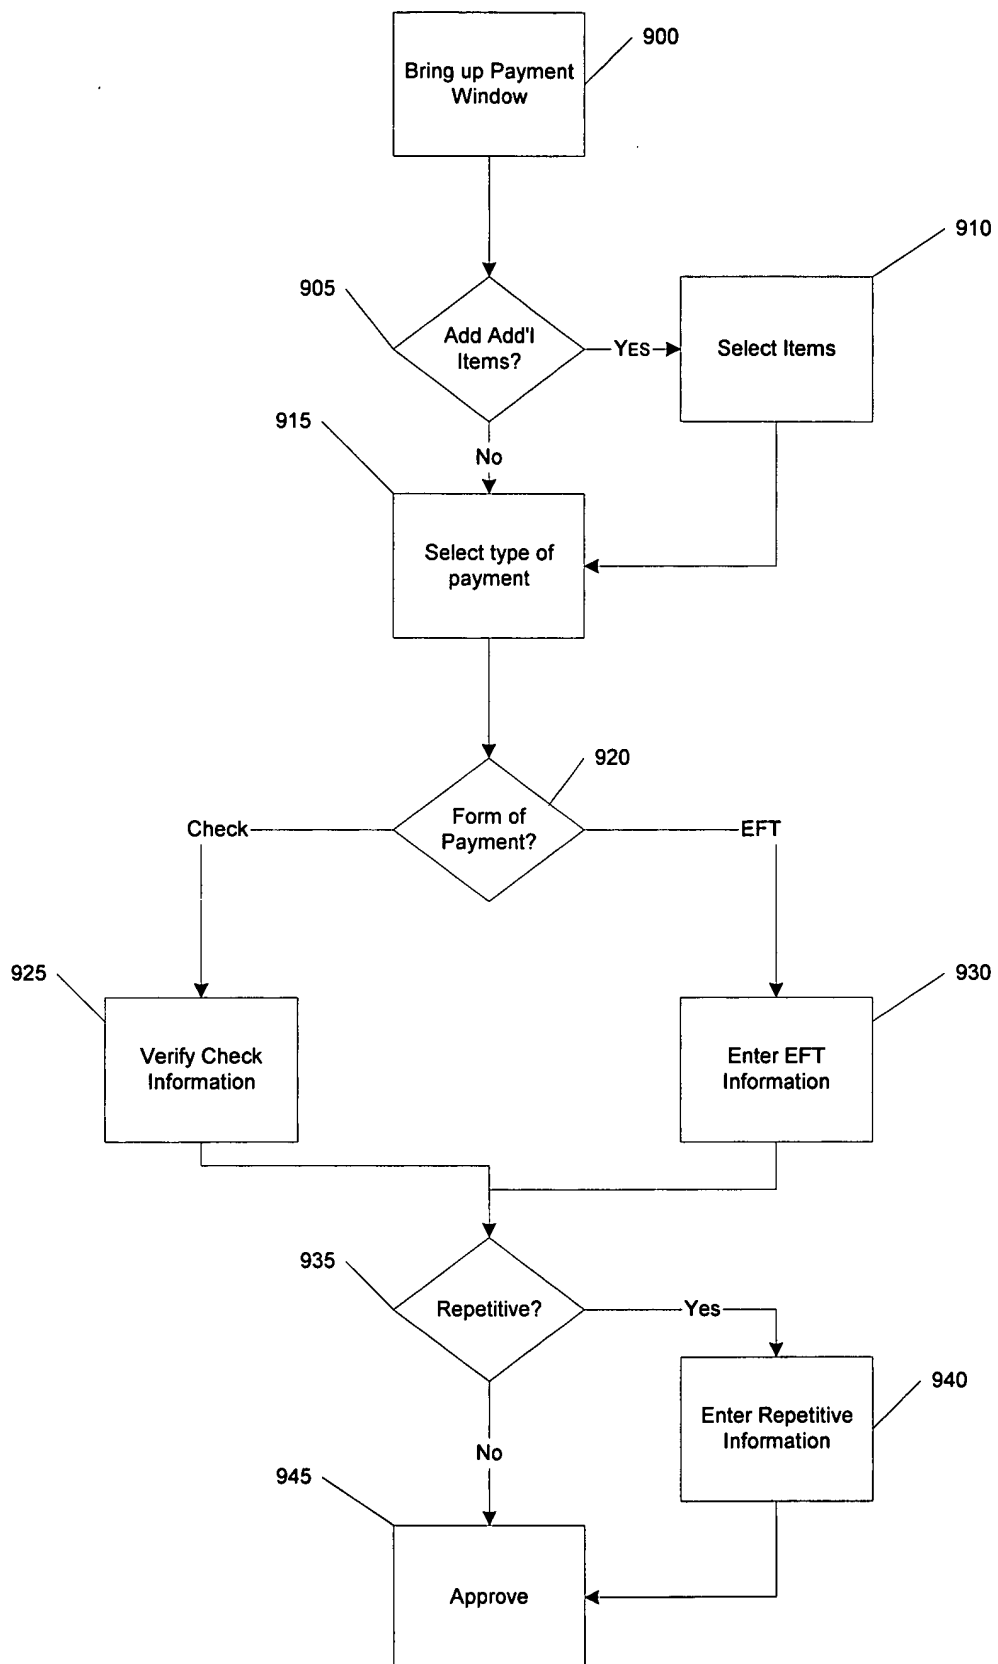 900
Bring up Payment
Window
910
905
Add Add'l
Items?
YES
Select Items
915
No
Select type of
payment
920
Form of
Payment?
Check
EFT
925
930
Verify Check
Information
Enter EFT
Information
935
Repetitive?
Yes
940
Enter Repetitive
Information
No
945
Approve